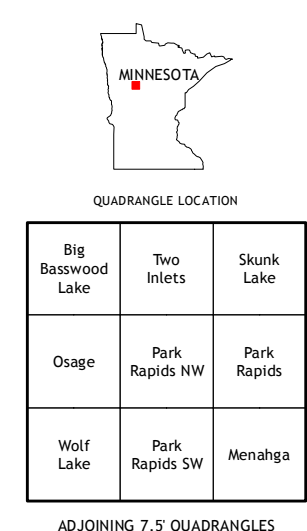 MINNESOTA
QUADRANGLE LOCATION
Big
Basswood
Lake
Two
Inlets
Skunk
Lake
Osage
Park
Rapids NW
Park
Rapids
Wolf
Lake
Park
Rapids SW
Menahga
ADJOINING 7.5' QUADRANGLES